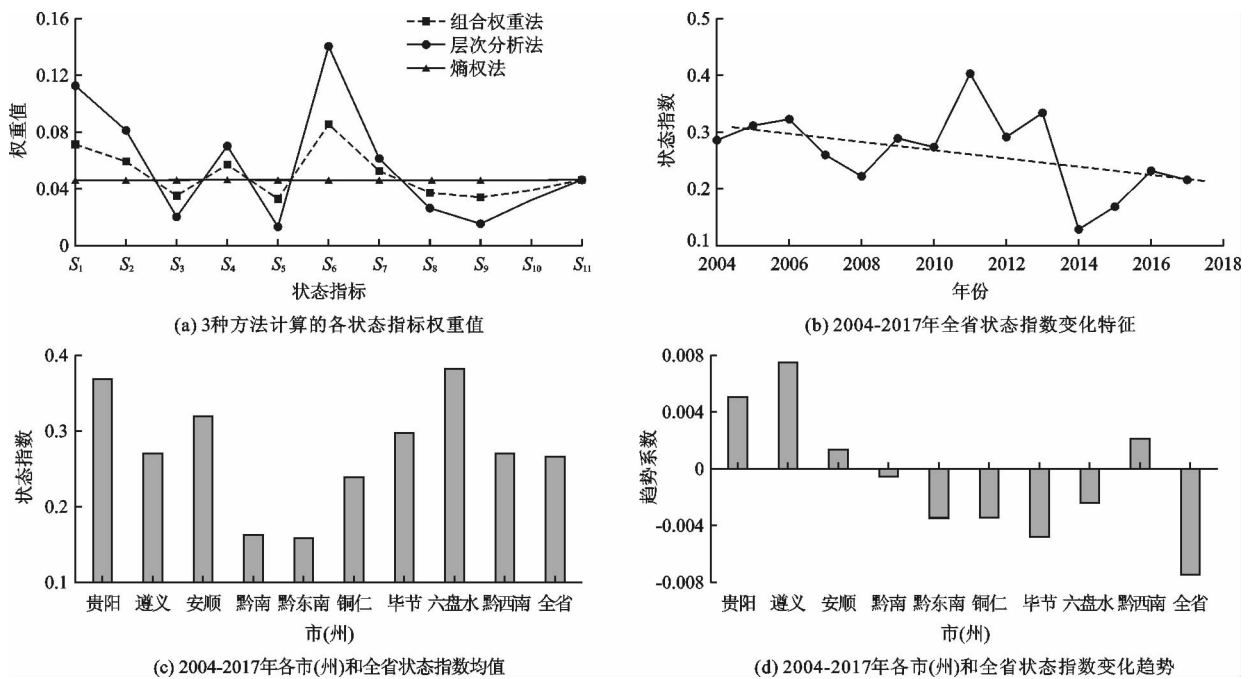 0.16
0.12
0.08
0.04
0
权重值
组合权重法
层次分析法
熵权法
S₁ S₂ S₃ S₄ S₅ S₆ S₇ S₈ S₉ S₁₀ S₁₁
状态指标
(a) 3种方法计算的各状态指标权重值
0.5
0.4
0.3
0.2
0.1
状态指数
2004 2006 2008 2010 2012 2014 2016 2018
年份
(b) 2004-2017年全省状态指数变化特征
0.4
0.3
0.2
0.1
状态指数
贵阳 遵义 安顺 黔南 黔东南 铜仁 毕节 六盘水 黔西南 全省
市(州)
(c) 2004-2017年各市(州)和全省状态指数均值
0.008
0.004
0
-0.004
-0.008
趋势系数
贵阳 遵义 安顺 黔南 黔东南 铜仁 毕节 六盘水 黔西南 全省
市(州)
(d) 2004-2017年各市(州)和全省状态指数变化趋势